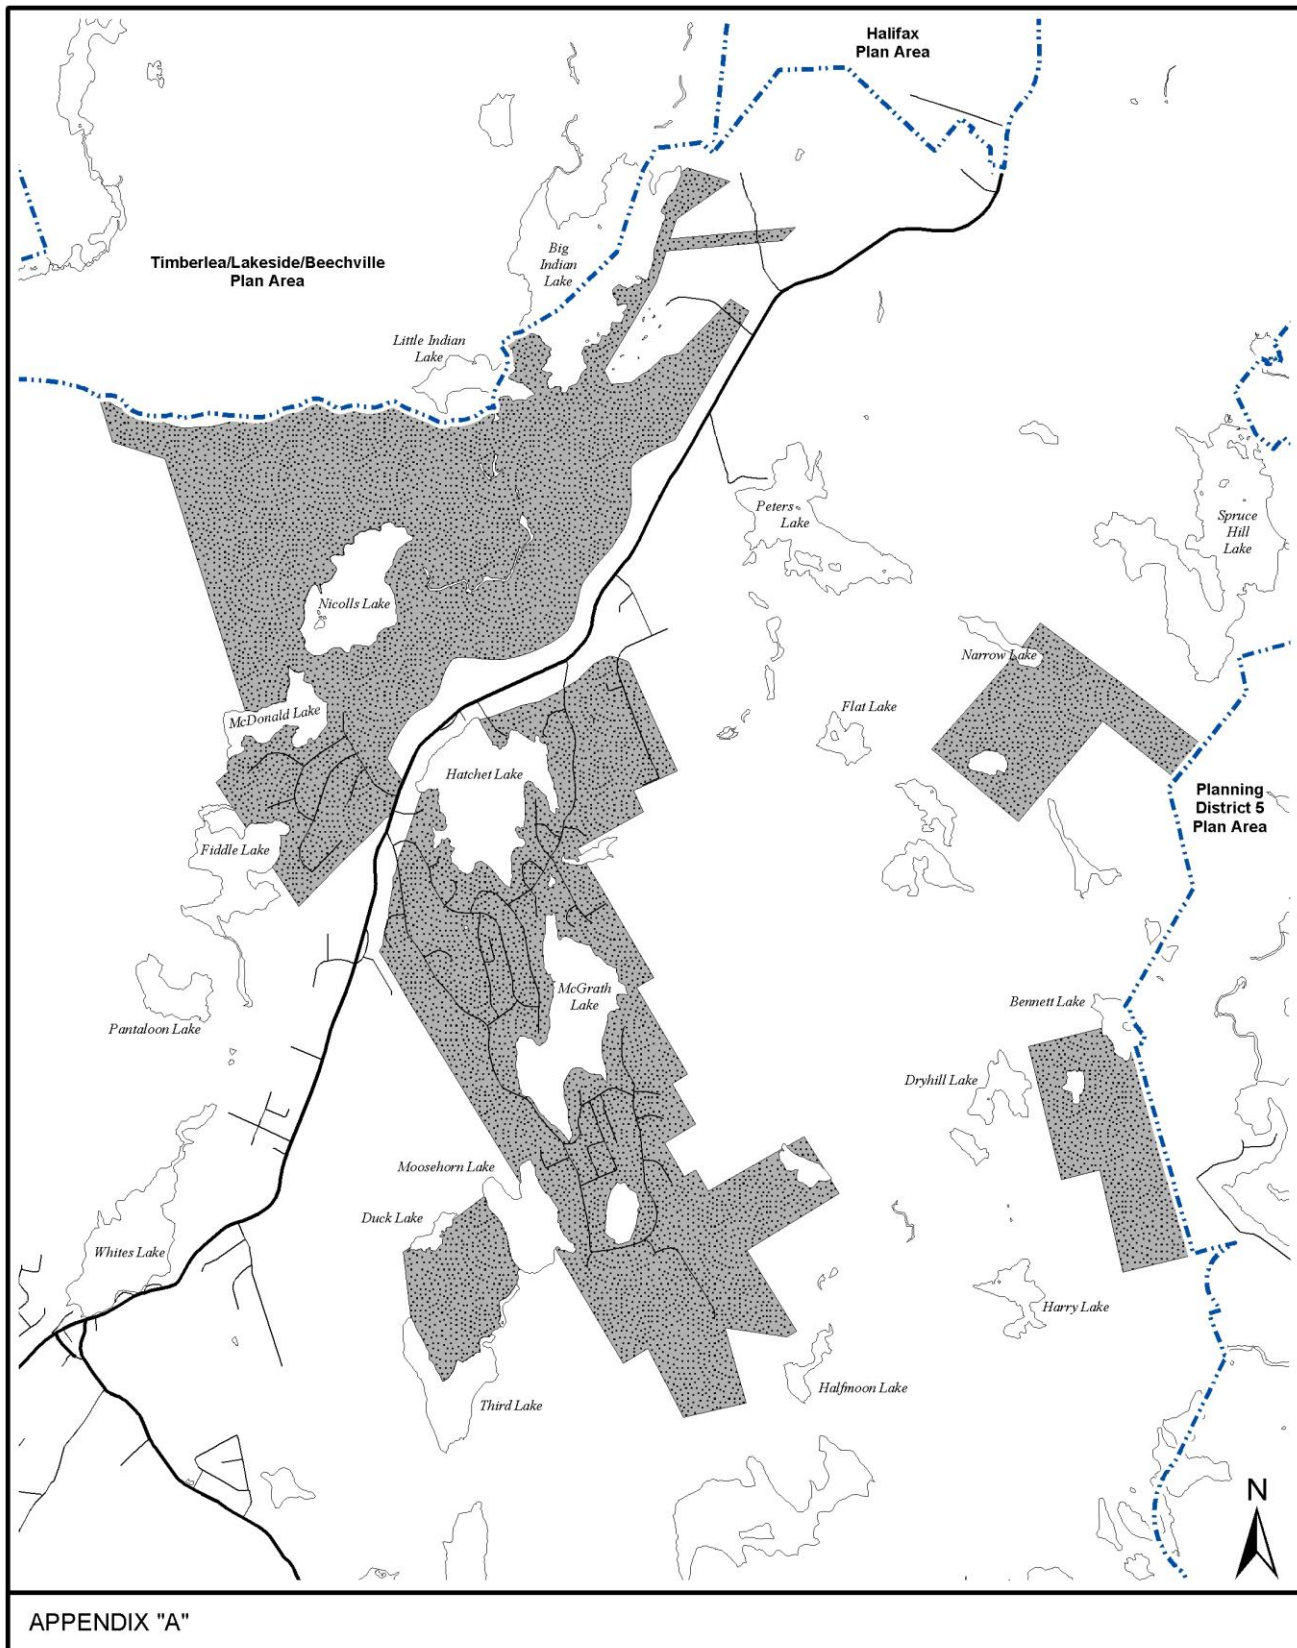 Halifax
Plan Area
Timberlea/Lakeside/Beechville
Plan Area
Big
Indian
Lake
Little Indian
Lake
Peters
Lake
Spruce
Hill
Lake
Nicolls Lake
Narrow Lake
McDonald Lake
Flat Lake
Hatchet Lake
Planning
District 5
Plan Area
Fiddle Lake
McGrath
Lake
Bennett Lake
Pantaloon Lake
Dryhill Lake
Moosehorn Lake
Duck Lake
Whites Lake
Harry Lake
Halfmoon Lake
Third Lake
N
APPENDIX "A"